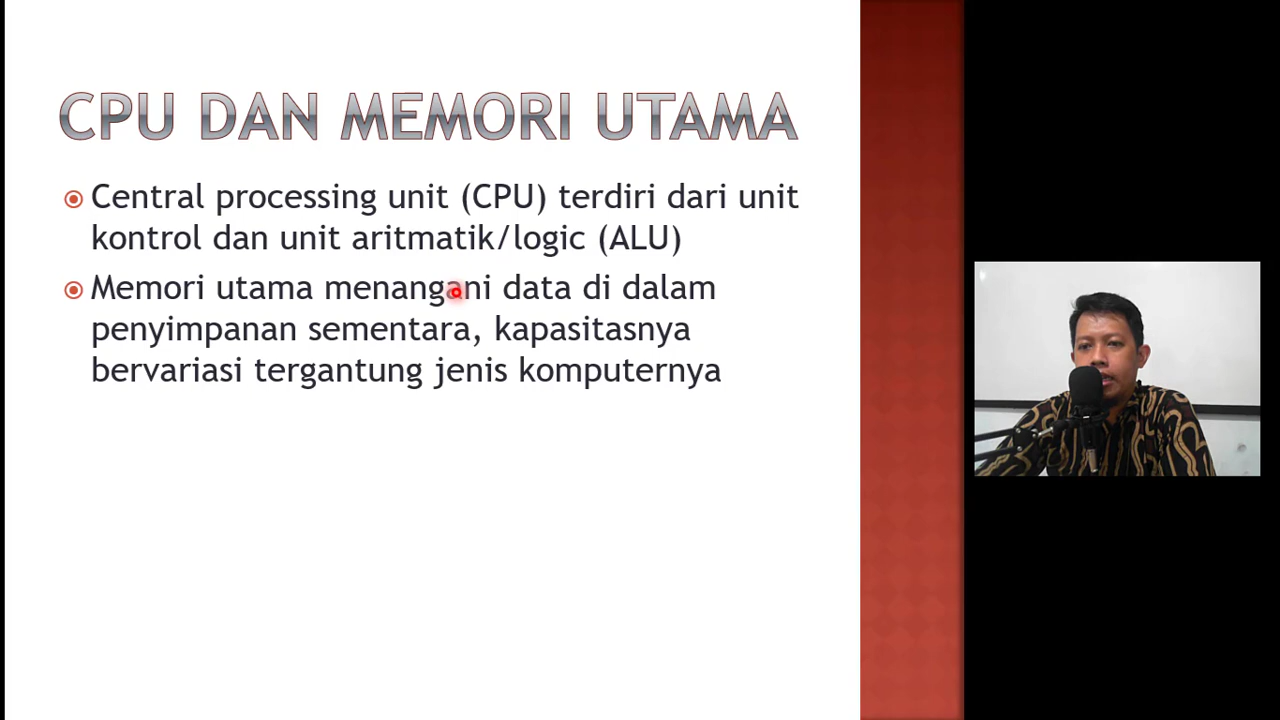 CPU DAN MEMORI UTAMA
Central processing unit (CPU) terdiri dari unit
kontrol dan unit aritmatik/logic (ALU)
Memori utama menangani data di dalam
penyimpanan sementara, kapasitasnya
bervariasi tergantung jenis komputernya